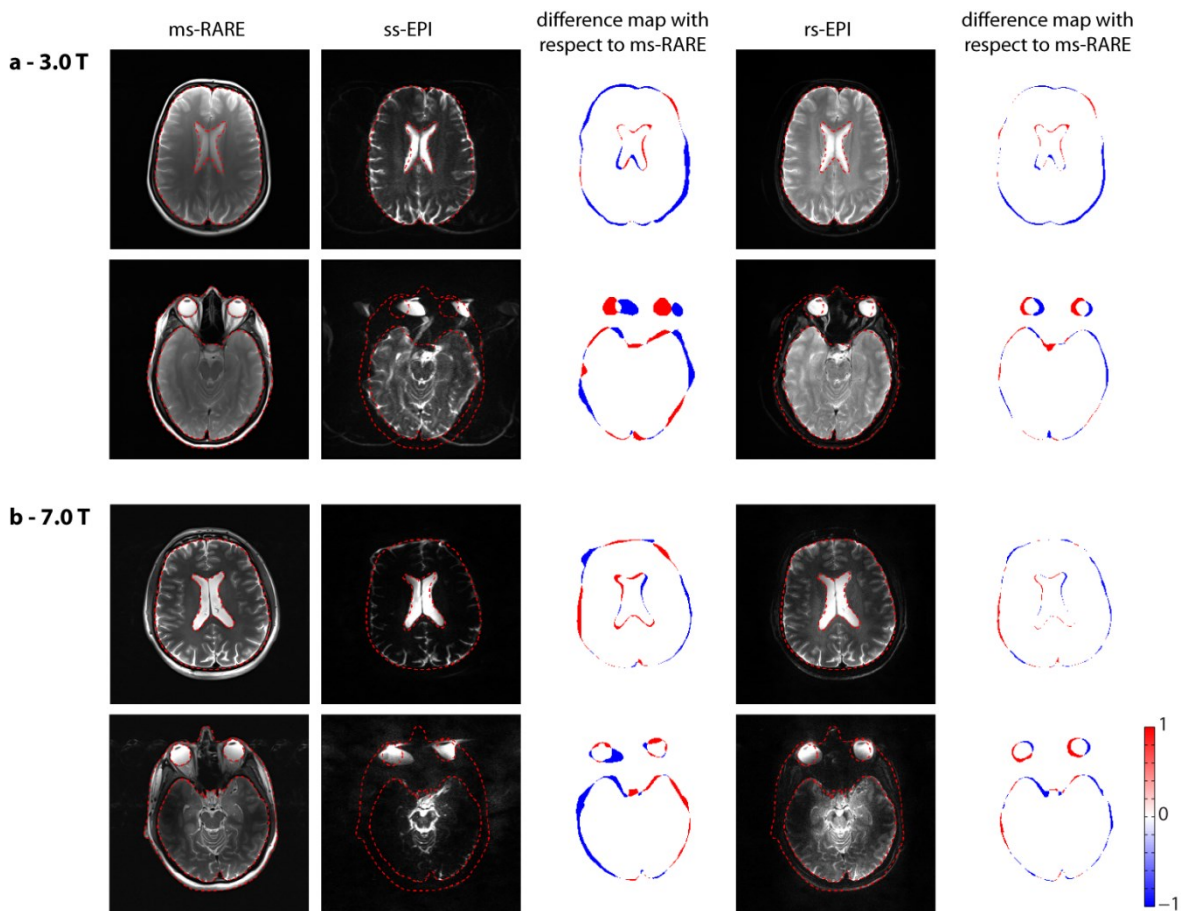 ms-RARE
ss-EPI
difference map with
respect to ms-RARE
rs-EPI
difference map with
respect to ms-RARE
a - 3.0 T
b - 7.0 T
1
0
−1